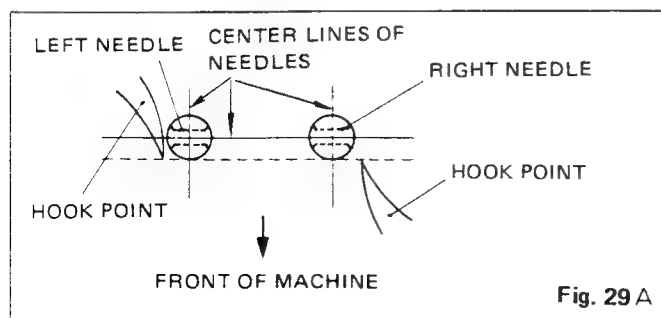 LEFT NEEDLE
CENTER LINES OF
NEEDLES
RIGHT NEEDLE
HOOK POINT
HOOK POINT
FRONT OF MACHINE
Fig. 29 A